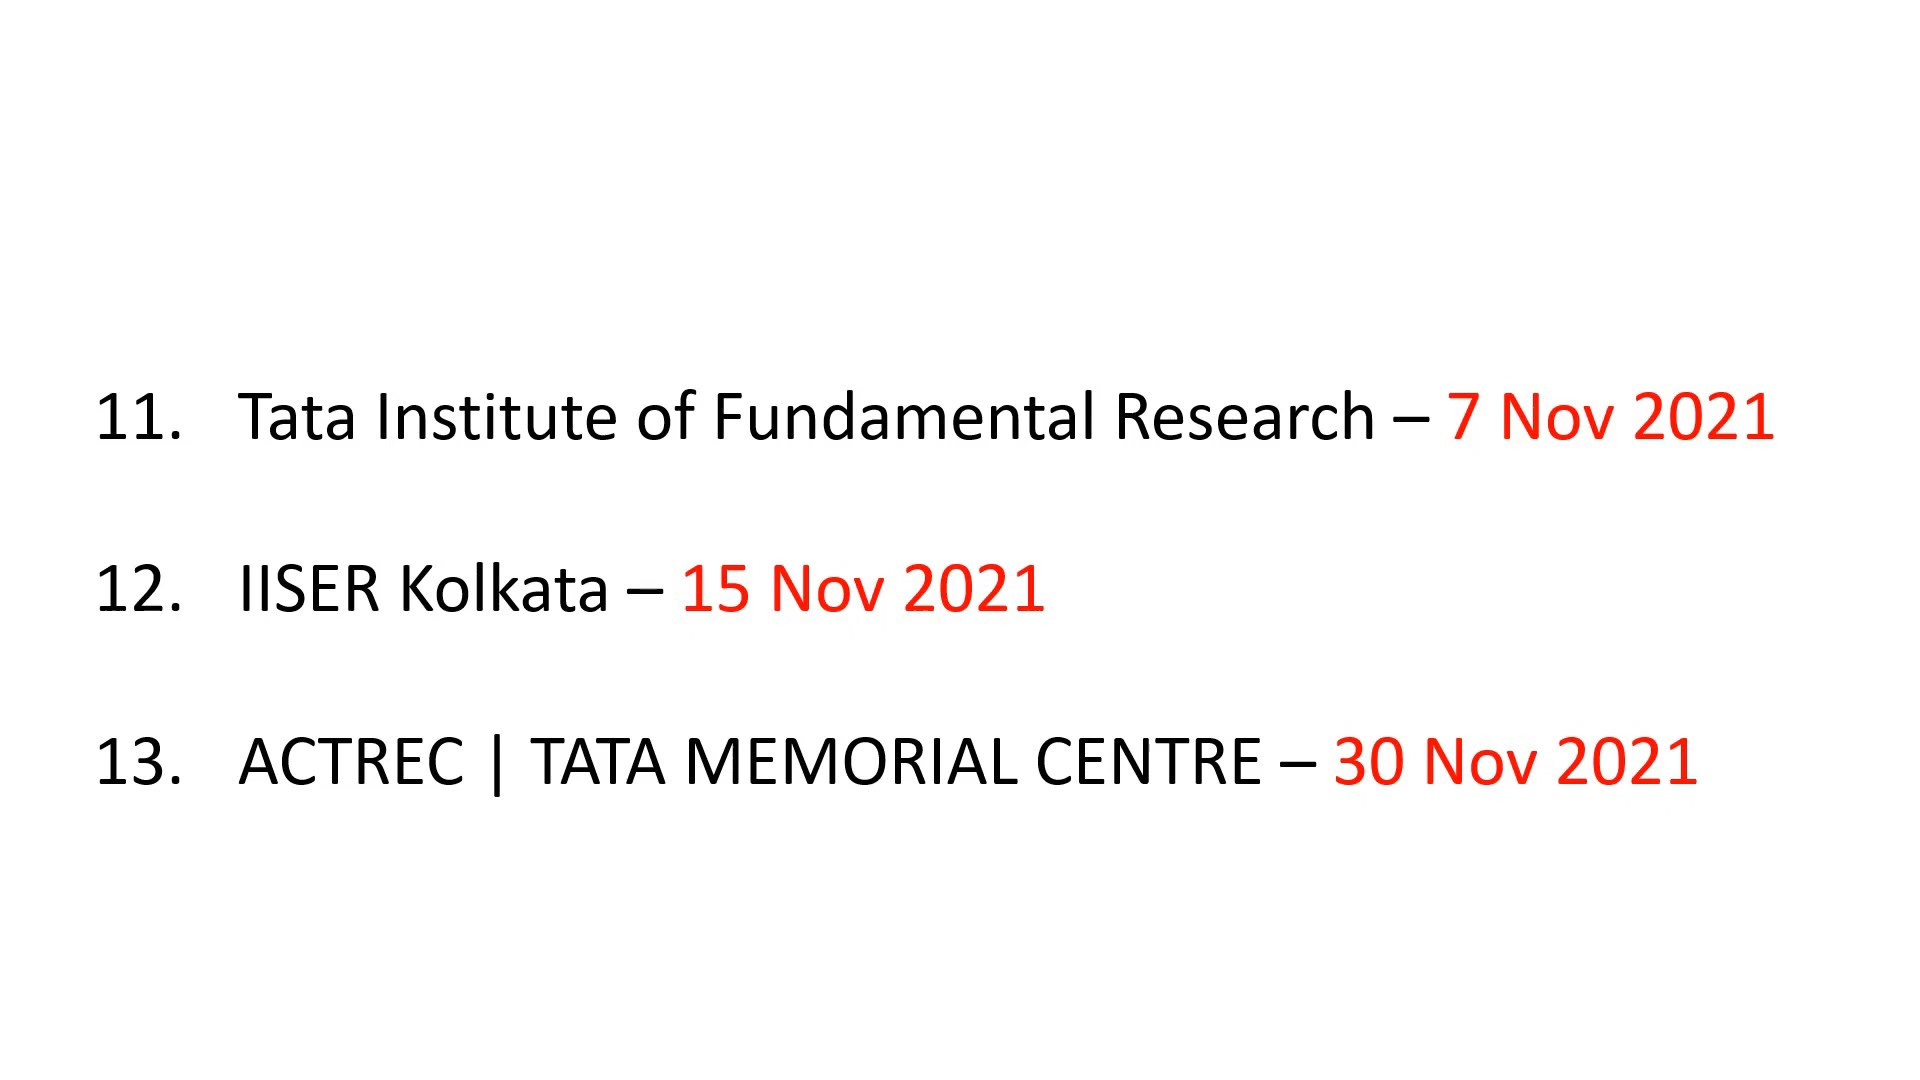 11. Tata Institute of Fundamental Research – 7 Nov 2021
12. IISER Kolkata – 15 Nov 2021
13. ACTREC | TATA MEMORIAL CENTRE – 30 Nov 2021